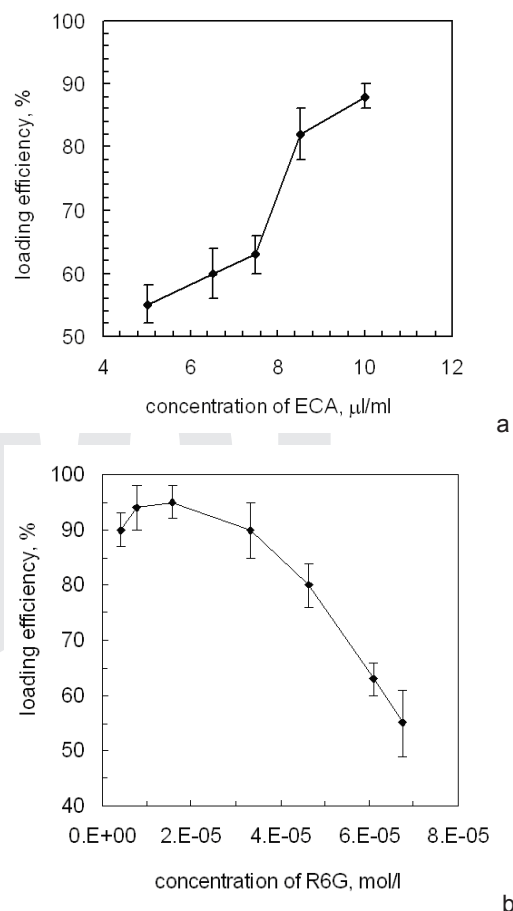 100
90
80
70
60
50
loading efficiency, %
4 6 8 10 12
concentration of ECA, µl/ml
a
100
90
80
70
60
50
40
loading efficiency, %
0.E+00 2.E-05 4.E-05 6.E-05 8.E-05
concentration of R6G, mol/l
b